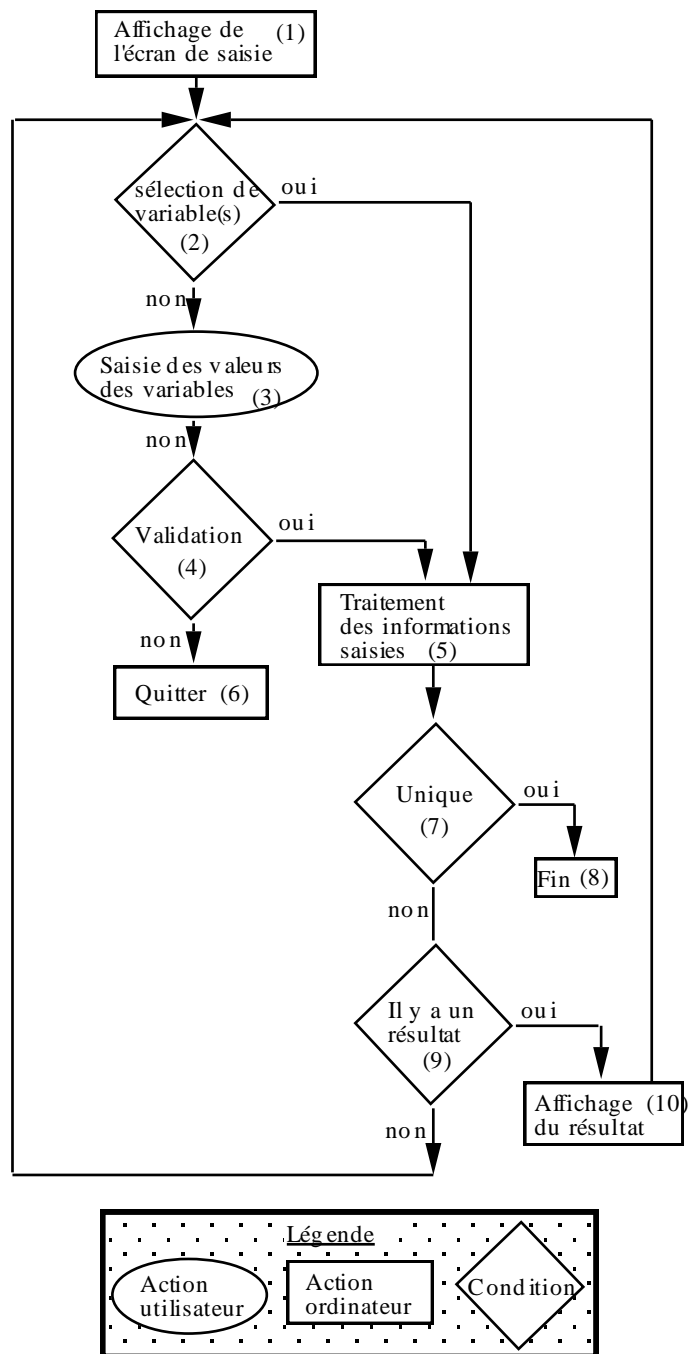 Affichage de (1)
l'écran de saisie
sélection de
variable(s)
(2)
oui
non
Saisie des valeurs
des variables (3)
non
Validation
(4)
oui
non
Quitter (6)
Traitement
des informations
saisies (5)
Unique
(7)
oui
Fin (8)
non
Il y a un
résultat
(9)
oui
Affichage (10)
du résultat
non
Légende
Action
utilisateur
Action
ordinateur
Condition